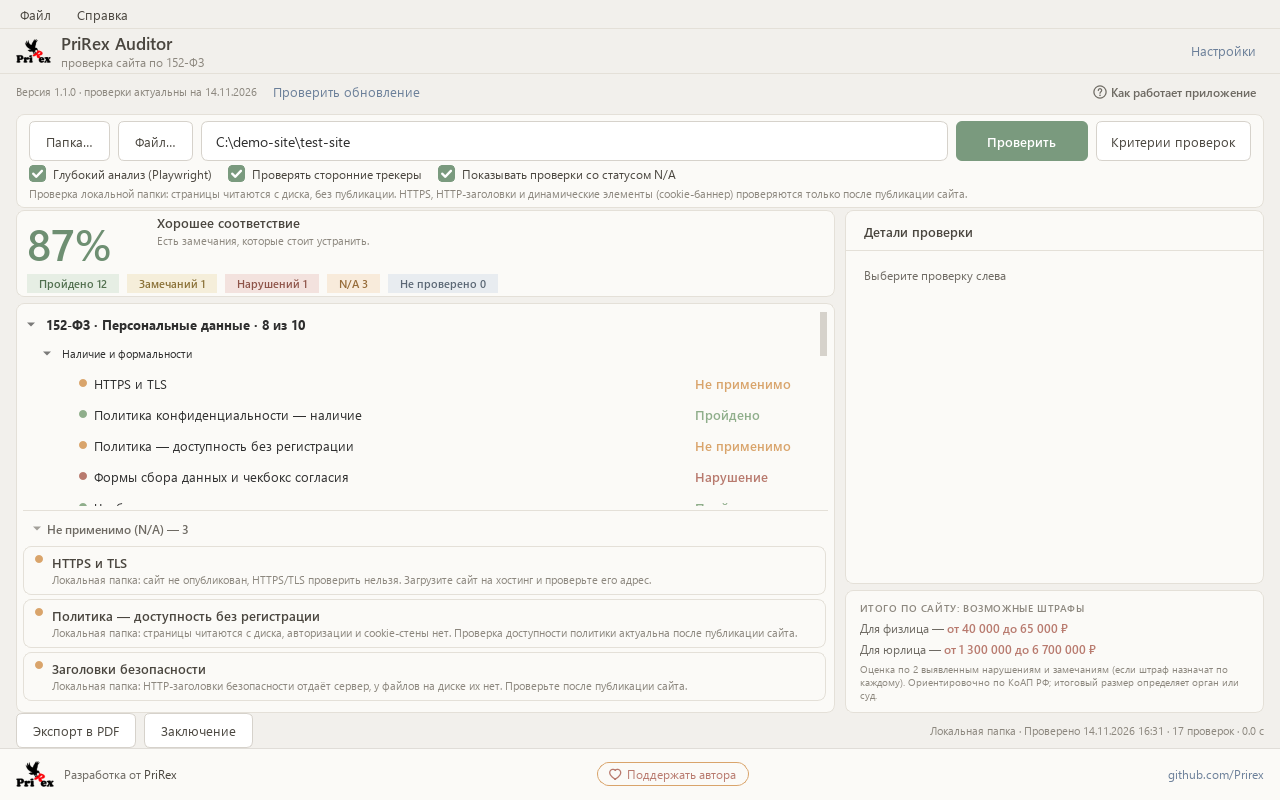 Файл Справка
PriRex
PriRex Auditor
проверка сайта по 152-ФЗ
Настройки
Версия 1.1.0 · проверки актуальны на 14.11.2026 Проверить обновление
Как работает приложение
Папка... Файл... C:\demo-site\test-site Проверить Критерии проверок
Глубокий анализ (Playwright) Проверять сторонние трекеры Показывать проверки со статусом N/A
Проверка локальной папки: страницы читаются с диска, без публикации. HTTPS, HTTP-заголовки и динамические элементы (cookie-баннер) проверяются только после публикации сайта.
87%
Хорошее соответствие
Есть замечания, которые стоит устранить.
Пройдено 12 Замечаний 1 Нарушений 1 N/A 3 Не проверено 0
152-ФЗ · Персональные данные · 8 из 10
Наличие и формальности
HTTPS и TLS Не применимо
Политика конфиденциальности — наличие Пройдено
Политика — доступность без регистрации Не применимо
Формы сбора данных и чекбокс согласия Нарушение
Не применимо (N/A) — 3
HTTPS и TLS
Локальная папка: сайт не опубликован, HTTPS/TLS проверить нельзя. Загрузите сайт на хостинг и проверьте его адрес.
Политика — доступность без регистрации
Локальная папка: страницы читаются с диска, авторизации и cookie-стены нет. Проверка доступности политики актуальна после публикации сайта.
Заголовки безопасности
Локальная папка: HTTP-заголовки безопасности отдаёт сервер, у файлов на диске их нет. Проверьте после публикации сайта.
Детали проверки
Выберите проверку слева
ИТОГО ПО САЙТУ: ВОЗМОЖНЫЕ ШТРАФЫ
Для физлица — от 40 000 до 65 000 ₽
Для юрлица — от 1 300 000 до 6 700 000 ₽
Оценка по 2 выявленным нарушениям и замечаниям (если штраф назначат по
каждому). Ориентировочно по КоАП РФ; итоговый размер определяет орган или
суд.
Экспорт в PDF Заключение
Локальная папка · Проверено 14.11.2026 16:31 · 17 проверок · 0.0 с
PriRex
Разработка от PriRex
Поддержать автора
github.com/Prirex